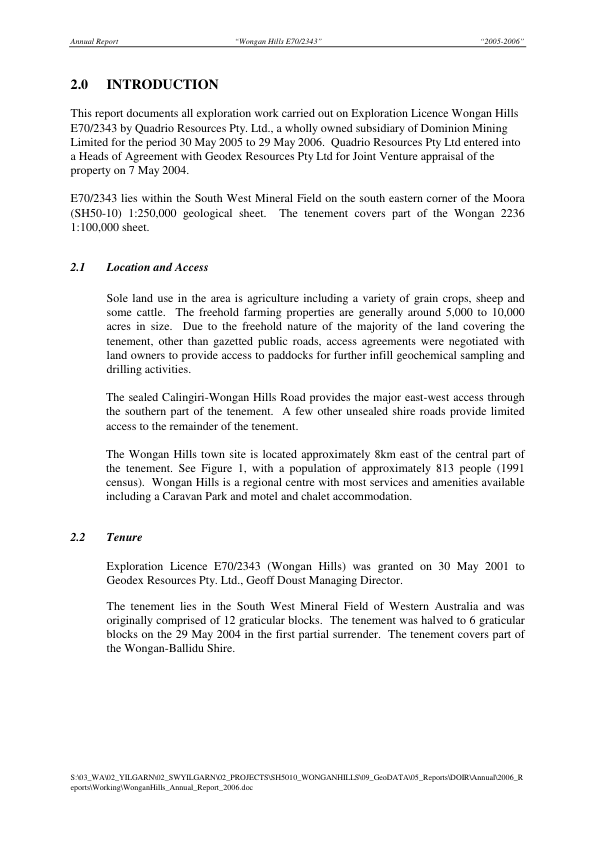 Annual Report "Wongan Hills E70/2343" "2005-2006"
2.0 INTRODUCTION
This report documents all exploration work carried out on Exploration Licence Wongan Hills
E70/2343 by Quadrio Resources Pty. Ltd., a wholly owned subsidiary of Dominion Mining
Limited for the period 30 May 2005 to 29 May 2006. Quadrio Resources Pty Ltd entered into
a Heads of Agreement with Geodex Resources Pty Ltd for Joint Venture appraisal of the
property on 7 May 2004.
E70/2343 lies within the South West Mineral Field on the south eastern corner of the Moora
(SH50-10) 1:250,000 geological sheet. The tenement covers part of the Wongan 2236
1:100,000 sheet.
2.1 Location and Access
Sole land use in the area is agriculture including a variety of grain crops, sheep and
some cattle. The freehold farming properties are generally around 5,000 to 10,000
acres in size. Due to the freehold nature of the majority of the land covering the
tenement, other than gazetted public roads, access agreements were negotiated with
land owners to provide access to paddocks for further infill geochemical sampling and
drilling activities.
The sealed Calingiri-Wongan Hills Road provides the major east-west access through
the southern part of the tenement. A few other unsealed shire roads provide limited
access to the remainder of the tenement.
The Wongan Hills town site is located approximately 8km east of the central part of
the tenement. See Figure 1, with a population of approximately 813 people (1991
census). Wongan Hills is a regional centre with most services and amenities available
including a Caravan Park and motel and chalet accommodation.
2.2 Tenure
Exploration Licence E70/2343 (Wongan Hills) was granted on 30 May 2001 to
Geodex Resources Pty. Ltd., Geoff Doust Managing Director.
The tenement lies in the South West Mineral Field of Western Australia and was
originally comprised of 12 graticular blocks. The tenement was halved to 6 graticular
blocks on the 29 May 2004 in the first partial surrender. The tenement covers part of
the Wongan-Ballidu Shire.
S:\03_WA\02_YILGARN\02_SWYILGARN\02_PROJECTS\SH5010_WONGANHILLS\09_GeoDATA\05_Reports\DOIR\Annual\2006_R
eports\Working\WonganHills_Annual_Report_2006.doc